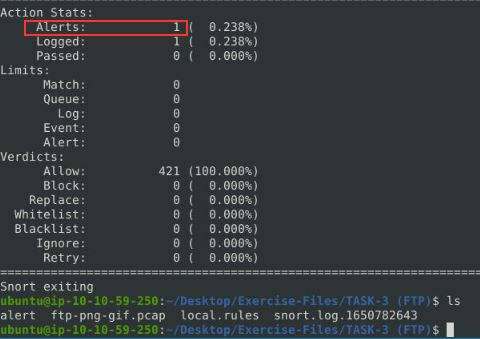 Action Stats:
Alerts: 1 ( 0.238%)
Logged: 1 ( 0.238%)
Passed: 0 ( 0.000%)
Limits:
Match: 0
Queue: 0
Log: 0
Event: 0
Alert: 0
Verdicts:
Allow: 421 (100.000%)
Block: 0 ( 0.000%)
Replace: 0 ( 0.000%)
Whitelist: 0 ( 0.000%)
Blacklist: 0 ( 0.000%)
Ignore: 0 ( 0.000%)
Retry: 0 ( 0.000%)
===============================================================================
Snort exiting
ubuntu@ip-10-10-59-250:~/Desktop/Exercise-Files/TASK-3 (FTP)$ ls
alert ftp-png-gif.pcap local.rules snort.log.1650782643
ubuntu@ip-10-10-59-250:~/Desktop/Exercise-Files/TASK-3 (FTP)$